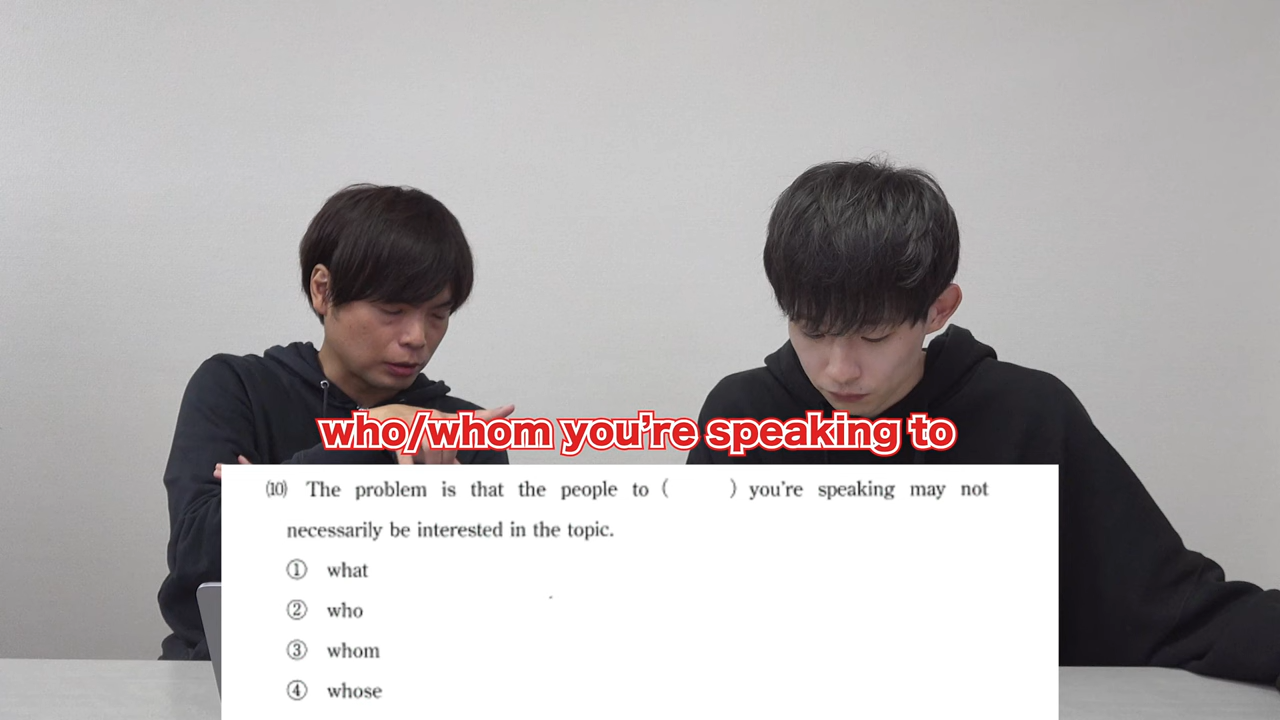 who/whom you're speaking to
(10) The problem is that the people to (      ) you're speaking may not
necessarily be interested in the topic.
① what
② who
③ whom
④ whose